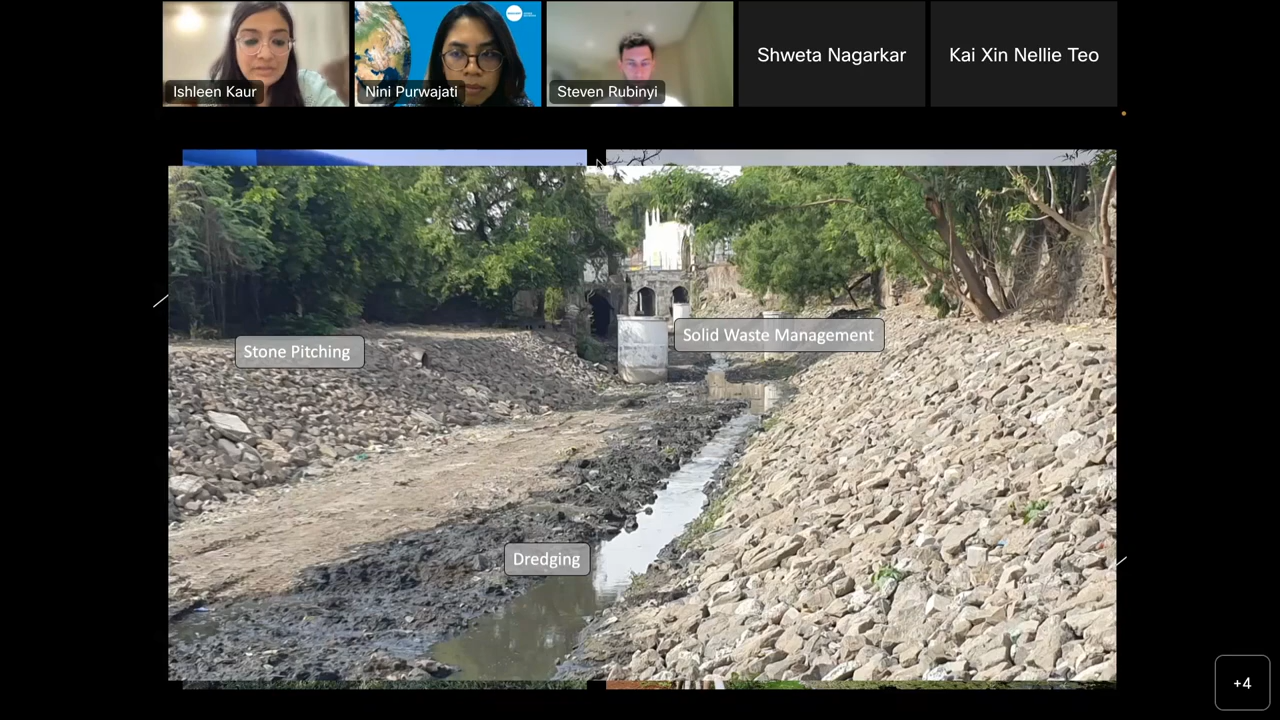 Ishleen Kaur
Nini Purwajati
Steven Rubinyi
Shweta Nagarkar
Kai Xin Nellie Teo
Solid Waste Management
Stone Pitching
Dredging
+4